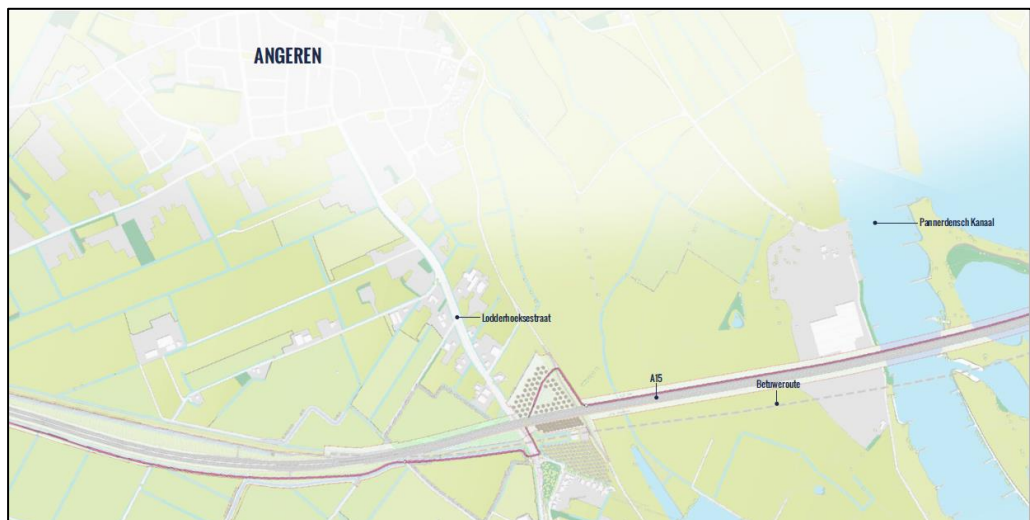 ANGEREN
Pannerdensch Kanaal
Lodderhoeksestraat
A15
Betuweroute